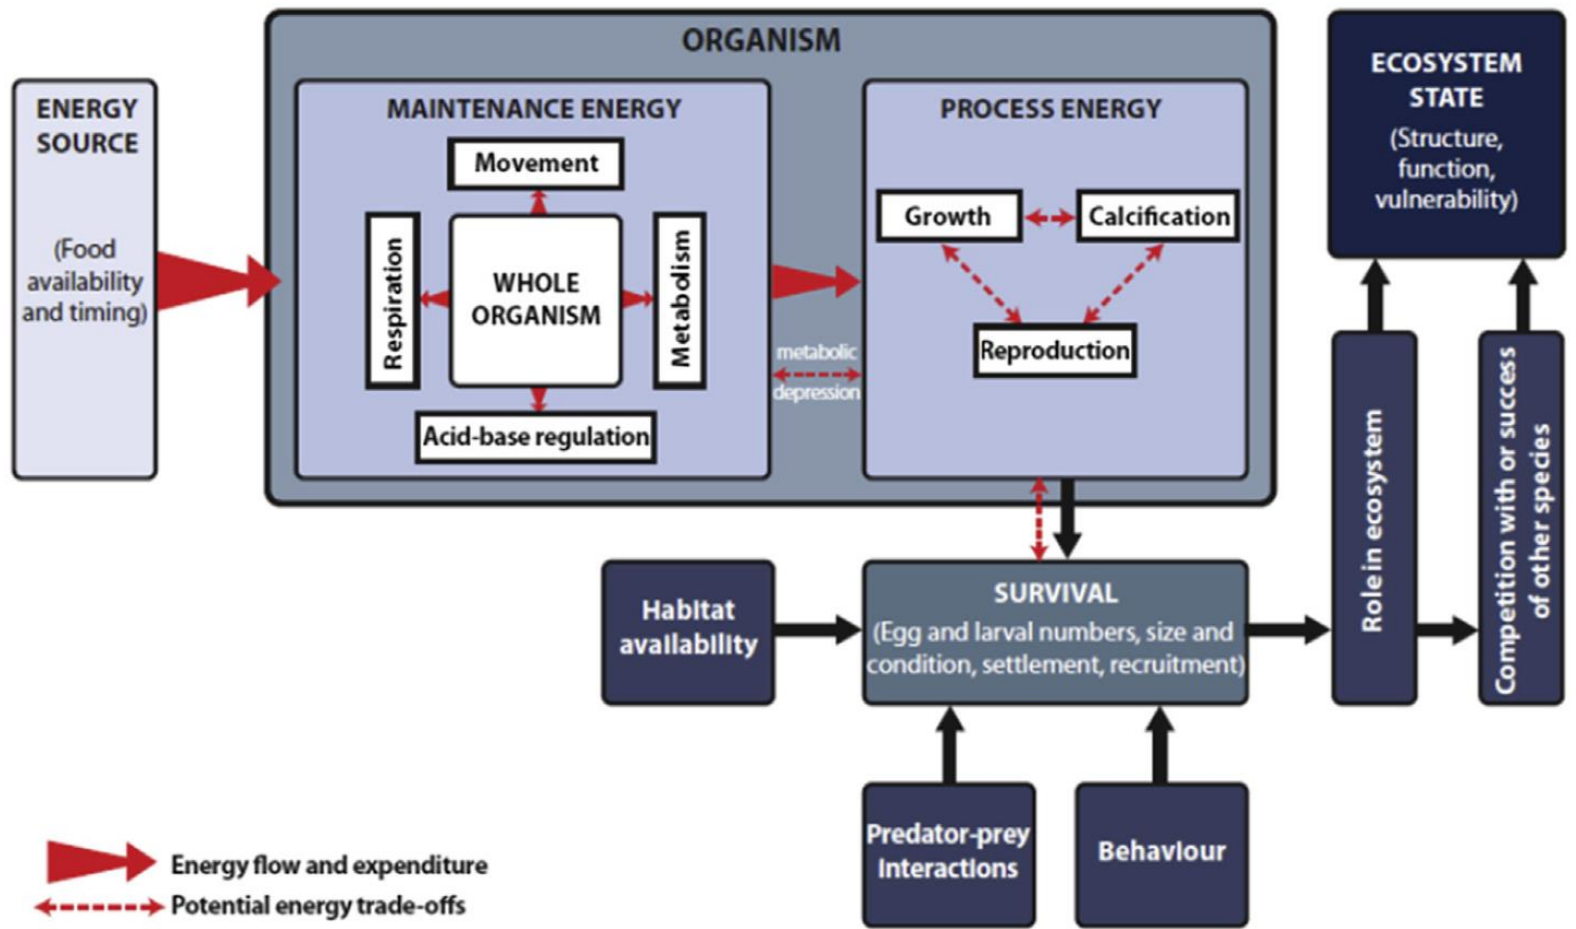 ORGANISM
ENERGY
SOURCE
(Food
availability
and timing)
MAINTENANCE ENERGY
Movement
Respiration
WHOLE
ORGANISM
Metabolism
Acid-base regulation
metabolic
depression
PROCESS ENERGY
Growth
Calcification
Reproduction
ECOSYSTEM
STATE
(Structure,
function,
vulnerability)
Habitat
availability
SURVIVAL
(Egg and larval numbers, size and
condition, settlement, recruitment)
Role in ecosystem
Competition with or success
of other species
Predator-prey
interactions
Behaviour
Energy flow and expenditure
Potential energy trade-offs